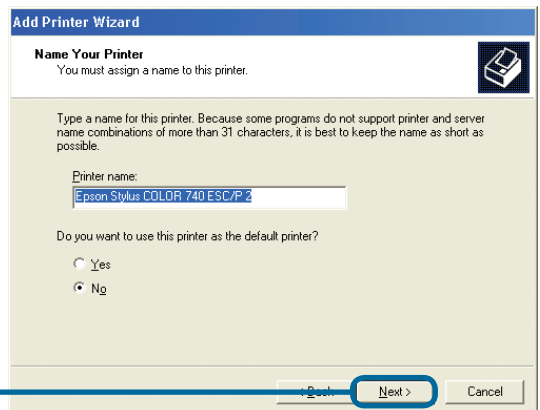 Add Printer Wizard
Name Your Printer
You must assign a name to this printer.
Type a name for this printer. Because some programs do not support printer and server
name combinations of more than 31 characters, it is best to keep the name as short as
possible.
Printer name:
Epson Stylus COLOR 740 ESC/P 2
Do you want to use this printer as the default printer?
Yes
No
< Back Next > Cancel